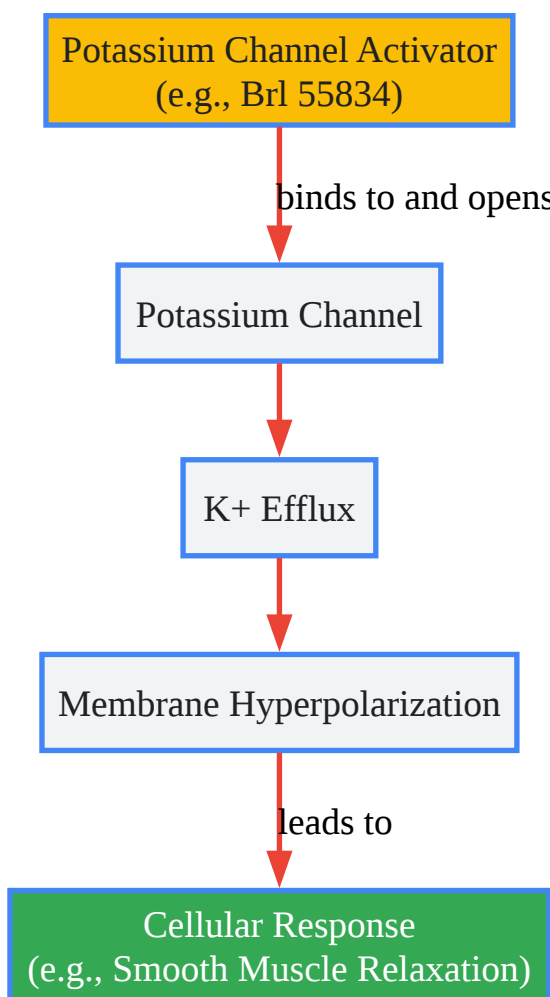 Potassium Channel Activator
(e.g., Brl 55834)
binds to and opens
Potassium Channel
K+ Efflux
Membrane Hyperpolarization
leads to
Cellular Response
(e.g., Smooth Muscle Relaxation)